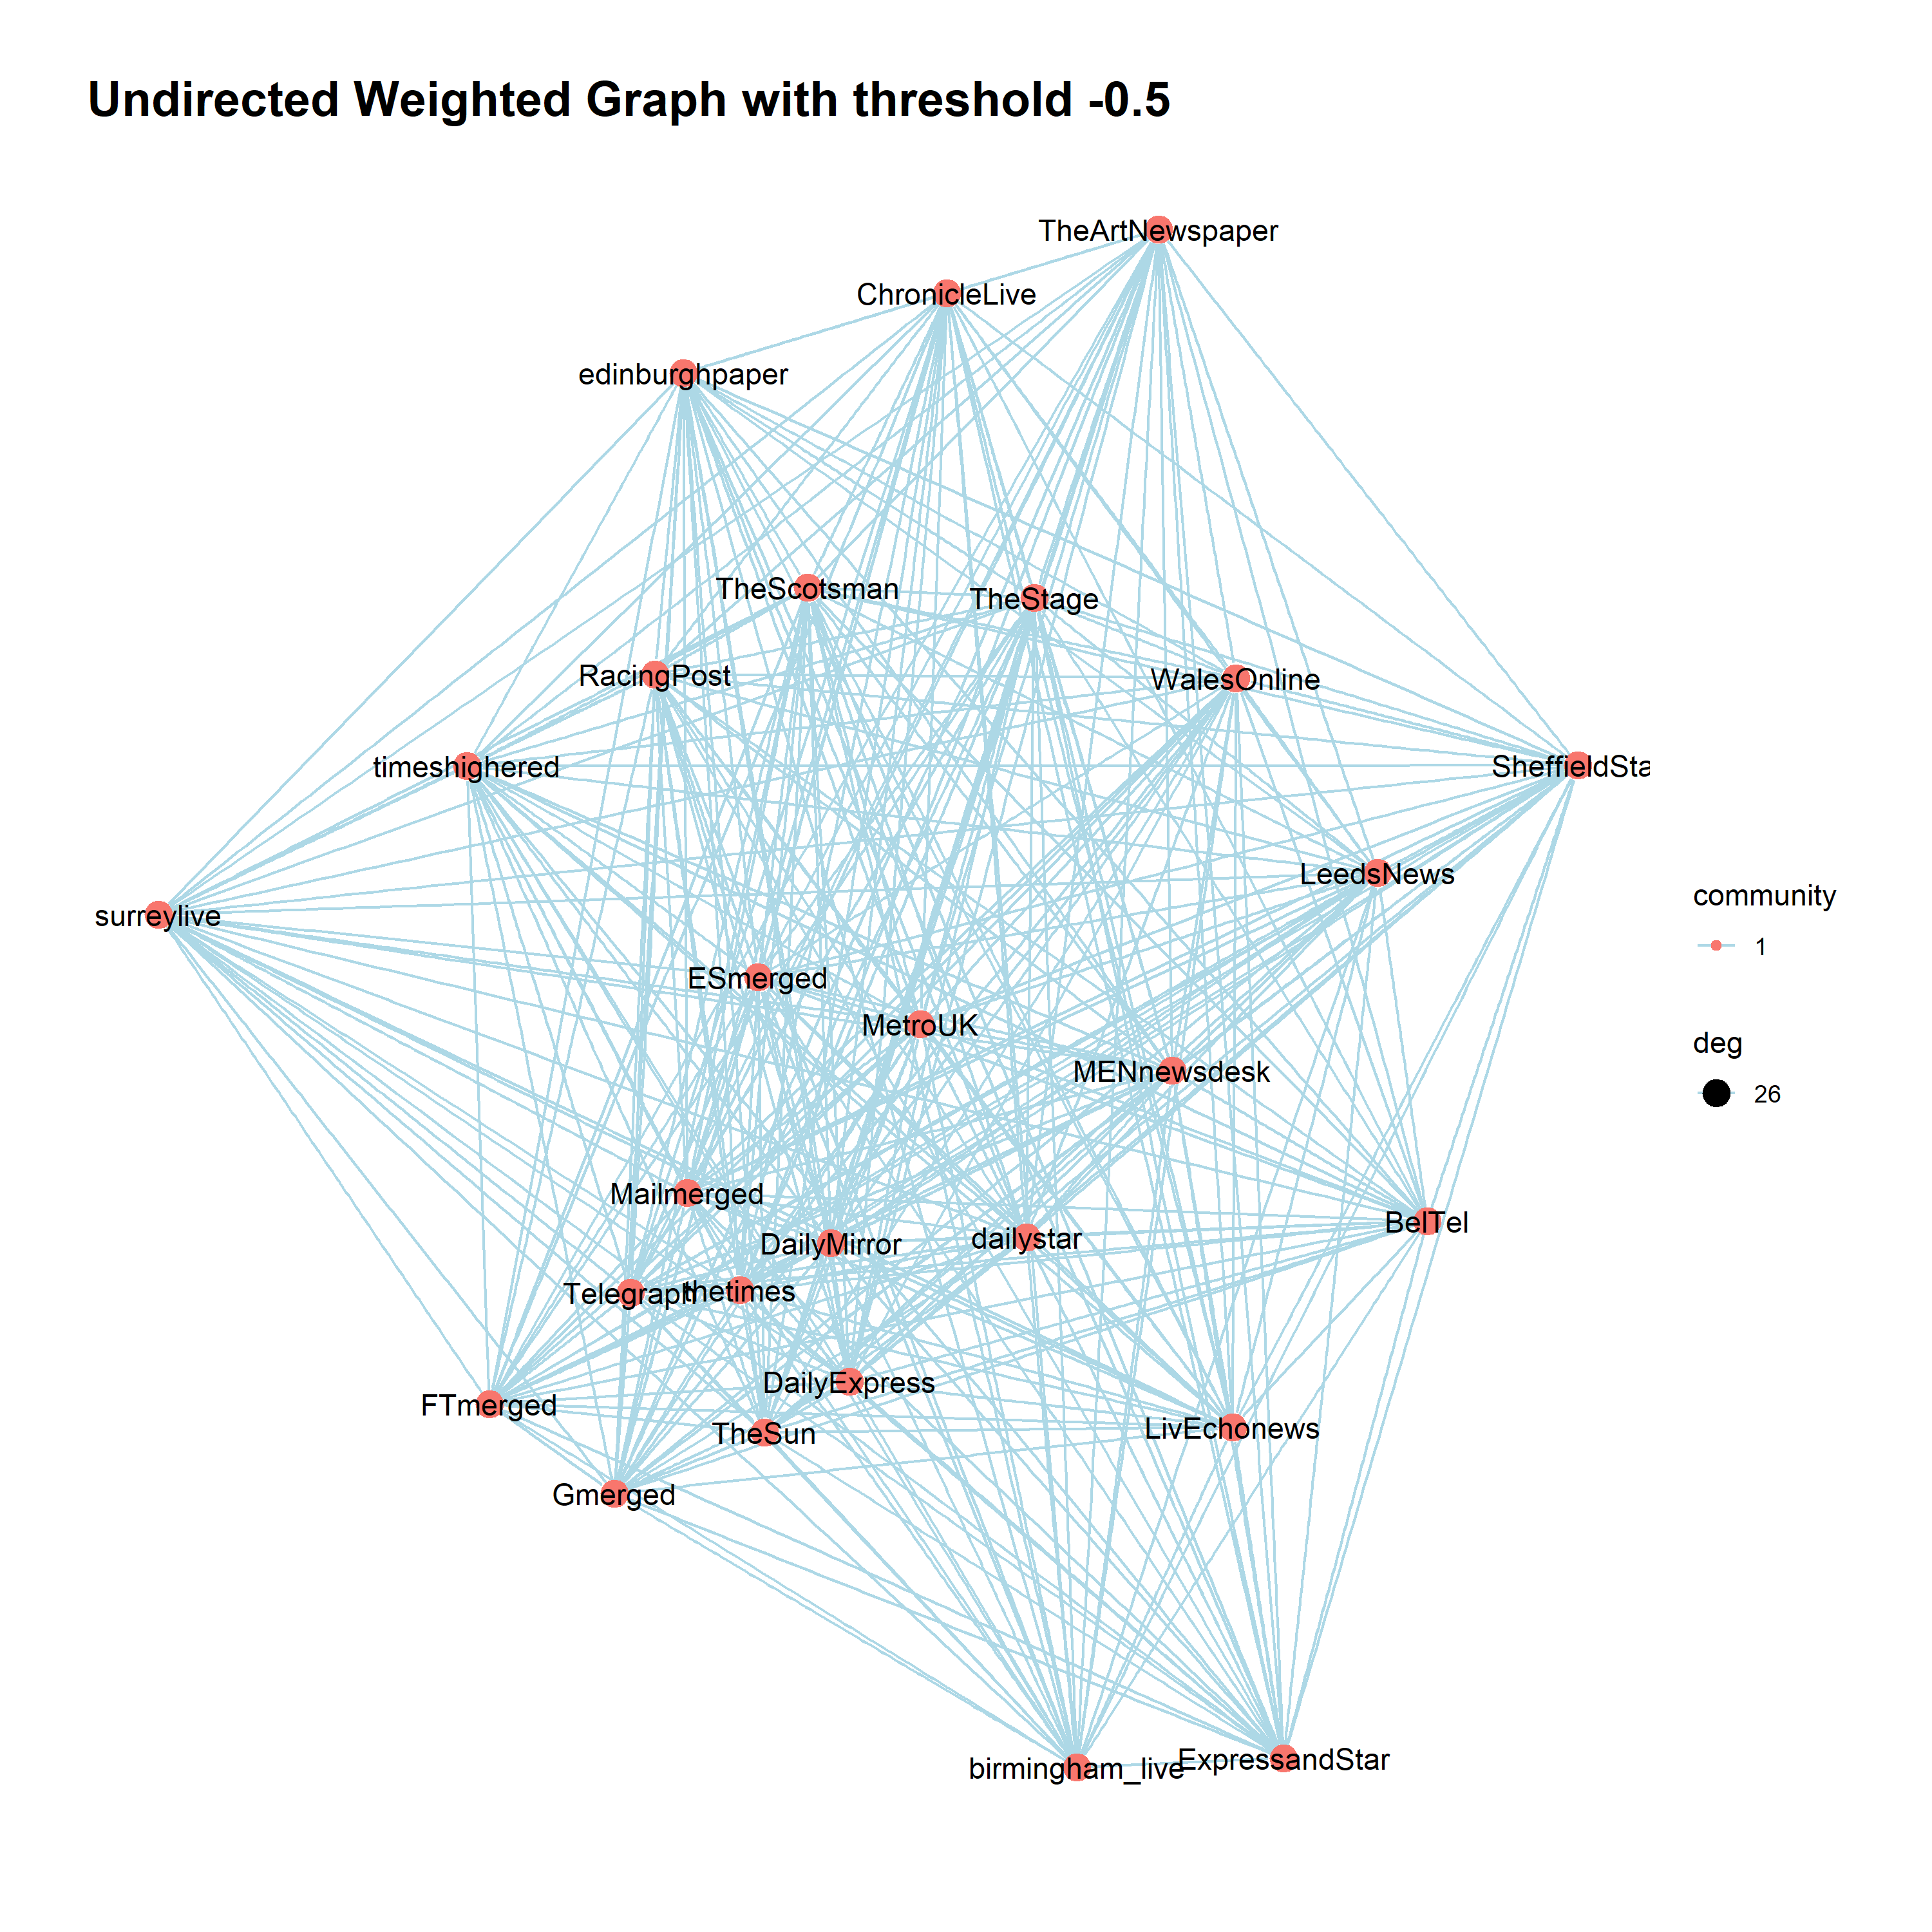 Undirected Weighted Graph with threshold -0.5
TheArtNewspaper
ChronicleLive
edinburghpaper
TheScotsman
TheStage
RacingPost
WalesOnline
timeshighered
SheffieldSta
LeedsNews
community
surreylive
1
ESmerged
MetroUK
deg
MENnewsdesk
26
Mailmerged
BelTel
DailyMirror
dailystar
Telegraph
thetimes
DailyExpress
FTmerged
LivEchonews
TheSun
Gmerged
birmingham_live
ExpressandStar